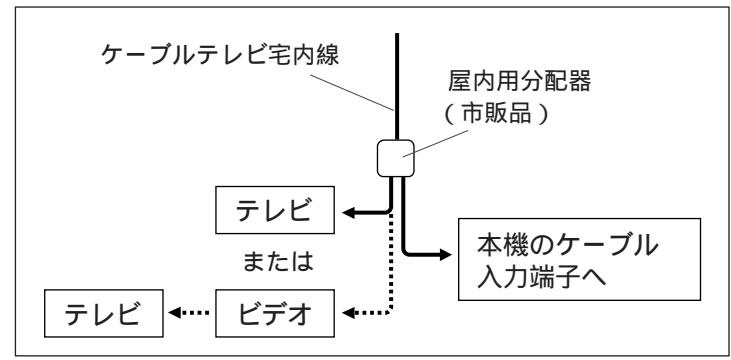 ケーブルテレビ宅内線
屋内用分配器
(市販品)
テレビ
または
本機のケーブル
入力端子へ
テレビ
ビデオ